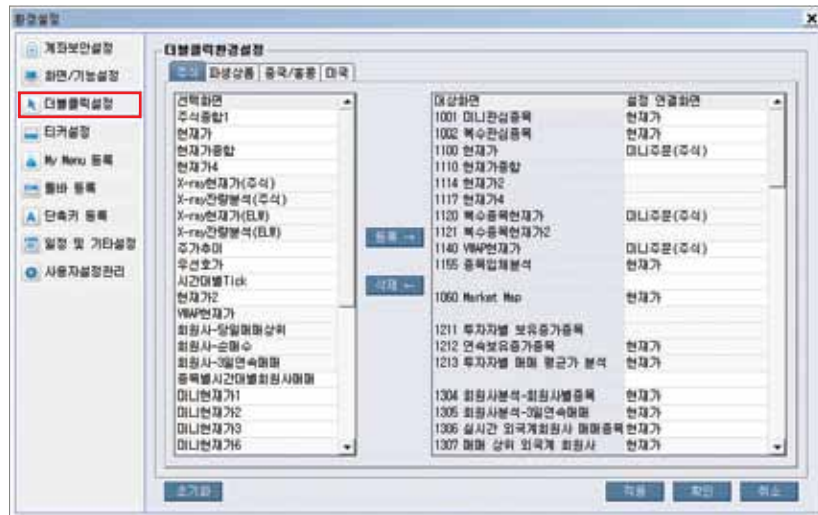 환경설정
계좌보안설정
화면/기능설정
더블클릭설정
티커설정
My Menu 등록
툴바 등록
단축키 등록
일정 및 기타설정
사용자설정관리
더블클릭환경설정
주식 파생상품 중국/홍콩 미국
선택화면
주식종합1
현재가
현재가종합
현재가4
X-ray현재가(주식)
X-ray잔량분석(주식)
X-ray현재가(ELW)
X-ray잔량분석(ELW)
주가추이
우선호가
시간대별Tick
현재가2
VWAP현재가
회원사-당일매매상위
회원사-순매수
회원사-3일연속매매
종목별시간대별회원사매매
미니현재가1
미니현재가2
미니현재가3
미니현재가6
등록 →
삭제 ←
대상화면 설정 연결화면
1001 미니관심종목 현재가
1002 복수관심종목 현재가
1100 현재가 미니주문(주식)
1110 현재가종합
1114 현재가2
1117 현재가4
1120 복수종목현재가 미니주문(주식)
1121 복수종목현재가2
1140 VWAP현재가 미니주문(주식)
1155 종목입체분석 현재가
1060 Market Map 현재가
1211 투자자별 보유증가종목
1212 연속보유증가종목 현재가
1213 투자자별 매매 평균가 분석 현재가
1304 회원사분석-회원사별종목 현재가
1305 회원사분석-3일연속매매 현재가
1306 실시간 외국계회원사 매매종목 현재가
1307 매매 상위 외국계 회원사 현재가
초기화
적용 확인 취소